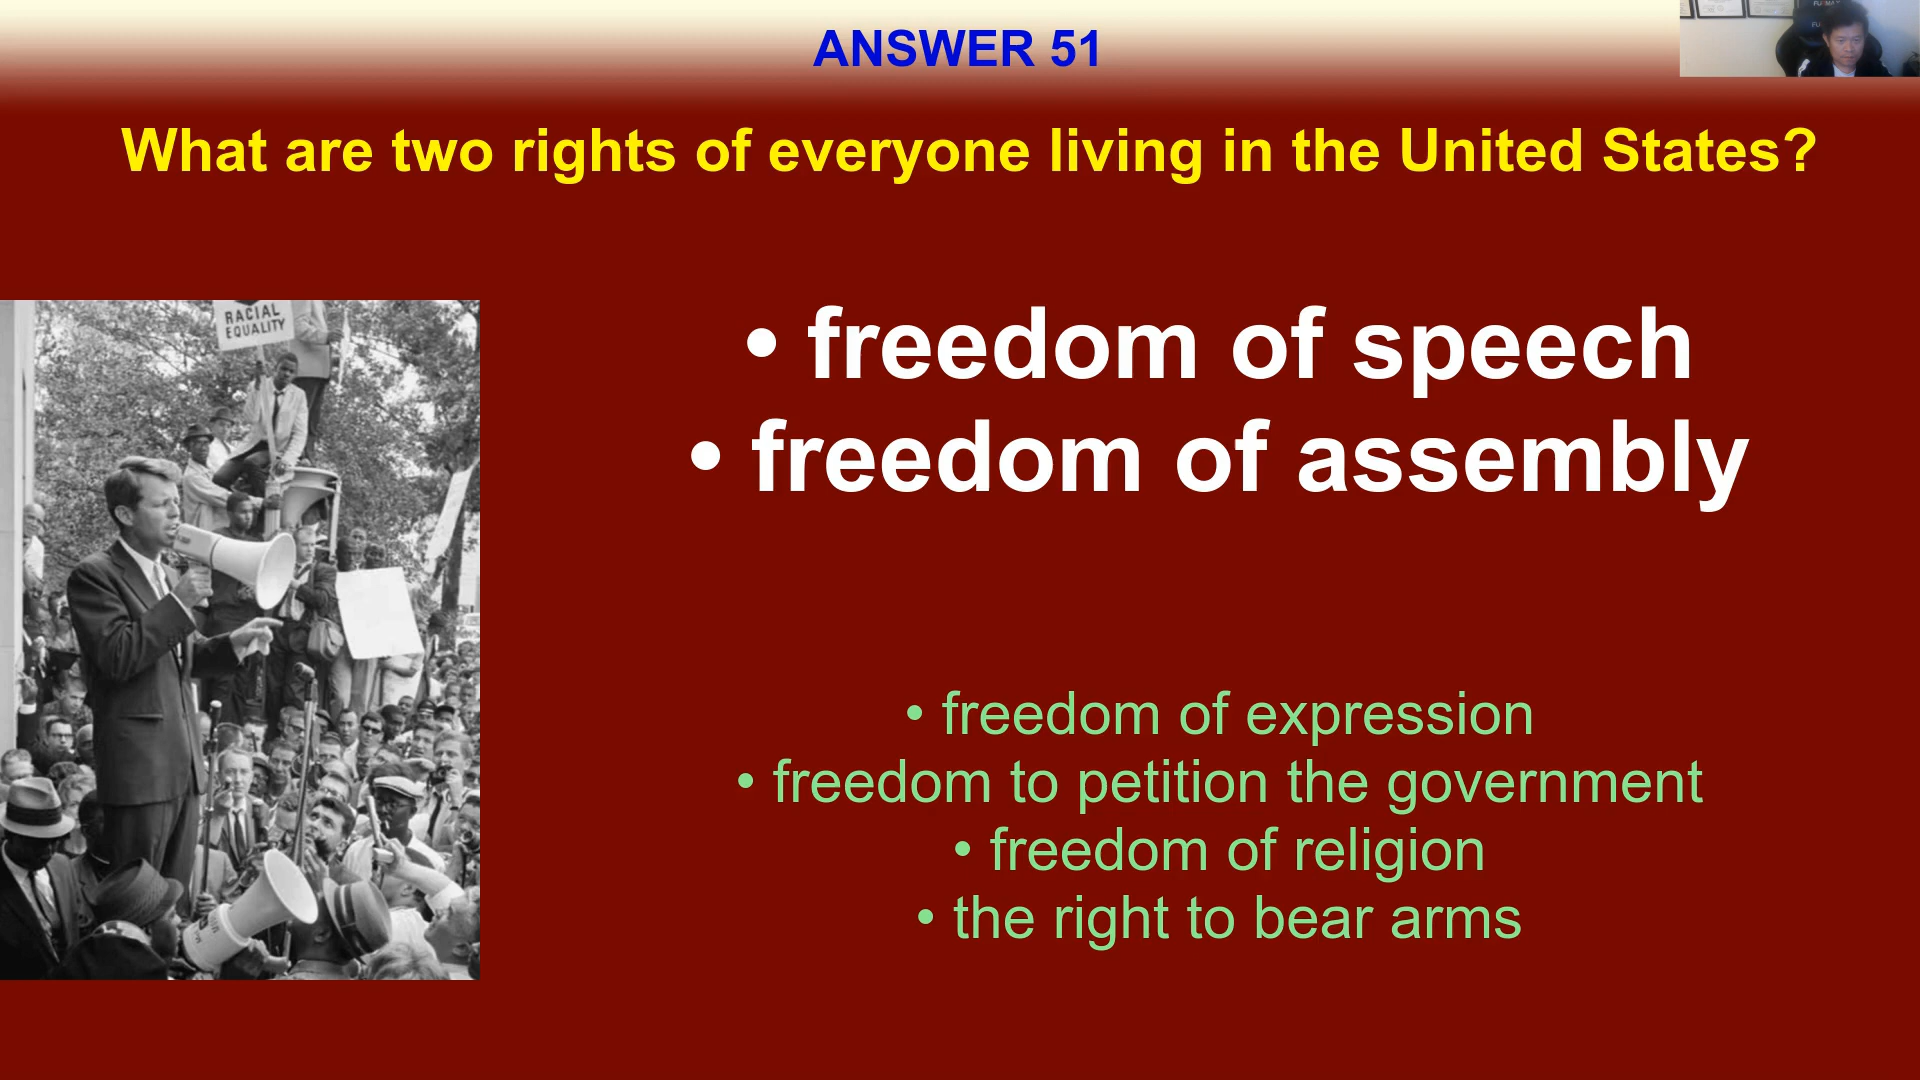 ANSWER 51
What are two rights of everyone living in the United States?
RACIAL
EQUALITY
• freedom of speech
• freedom of assembly
• freedom of expression
• freedom to petition the government
• freedom of religion
• the right to bear arms